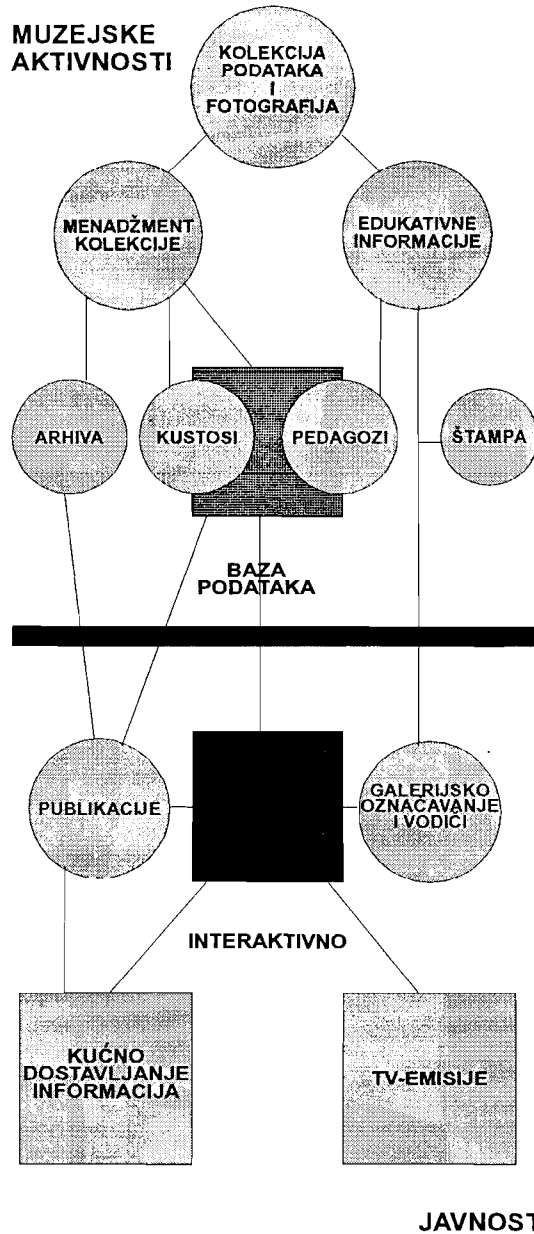 MUZEJSKE
AKTIVNOSTI
KOLEKCIJA
PODATAKA
I
FOTOGRAFIJA
MENADŽMENT
KOLEKCIJE
EDUKATIVNE
INFORMACIJE
ARHIVA
KUSTOSI
PEDAGOZI
ŠTAMPA
BAZA
PODATAKA
PUBLIKACIJE
GALERIJSKO
OZNAČAVANJE
I VODIČI
INTERAKTIVNO
KUĆNO
DOSTAVLJANJE
INFORMACIJA
TV-EMISIJE
JAVNOST